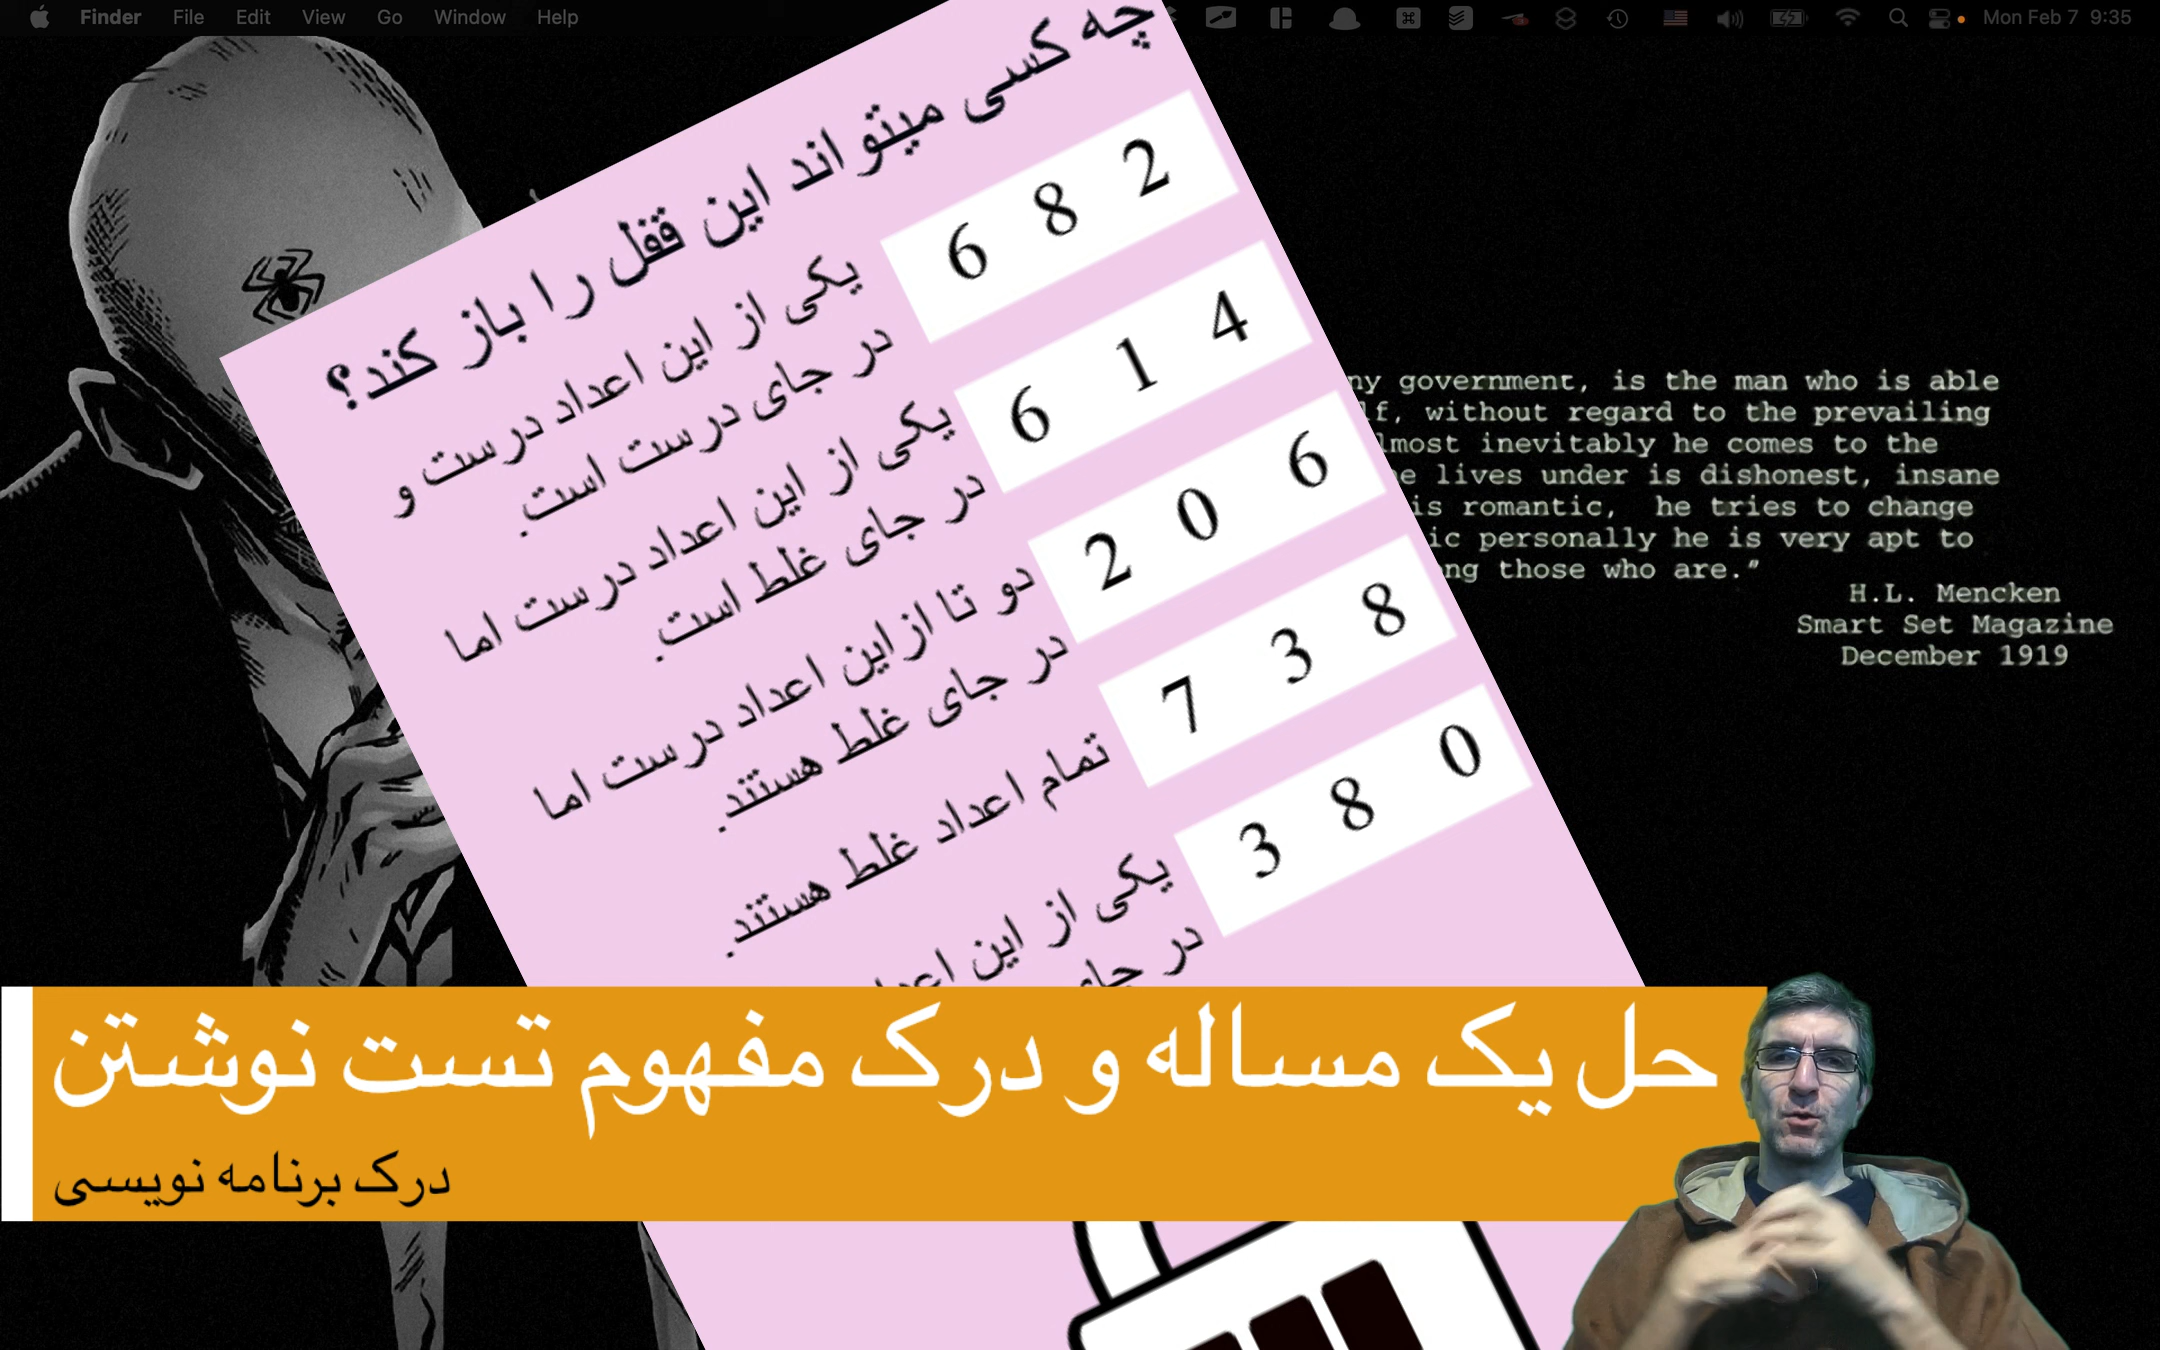 Finder File Edit View Go Window Help Mon Feb 7 9:35
چه کسی میتواند این قفل را باز کند؟
6 8 2
یکی از این اعداد درست و
در جای درست است.
6 1 4
یکی از این اعداد درست اما
در جای غلط است.
2 0 6
دو تا ازاین اعداد درست اما
در جای غلط هستند.
7 3 8
تمام اعداد غلط هستند.
3 8 0
یکی از این
در جای
ny government, is the man who is able
lf, without regard to the prevailing
lmost inevitably he comes to the
e lives under is dishonest, insane
is romantic, he tries to change
ic personally he is very apt to
ng those who are."
H.L. Mencken
Smart Set Magazine
December 1919
حل یک مساله و درک مفهوم تست نوشتن
درک برنامه نویسی